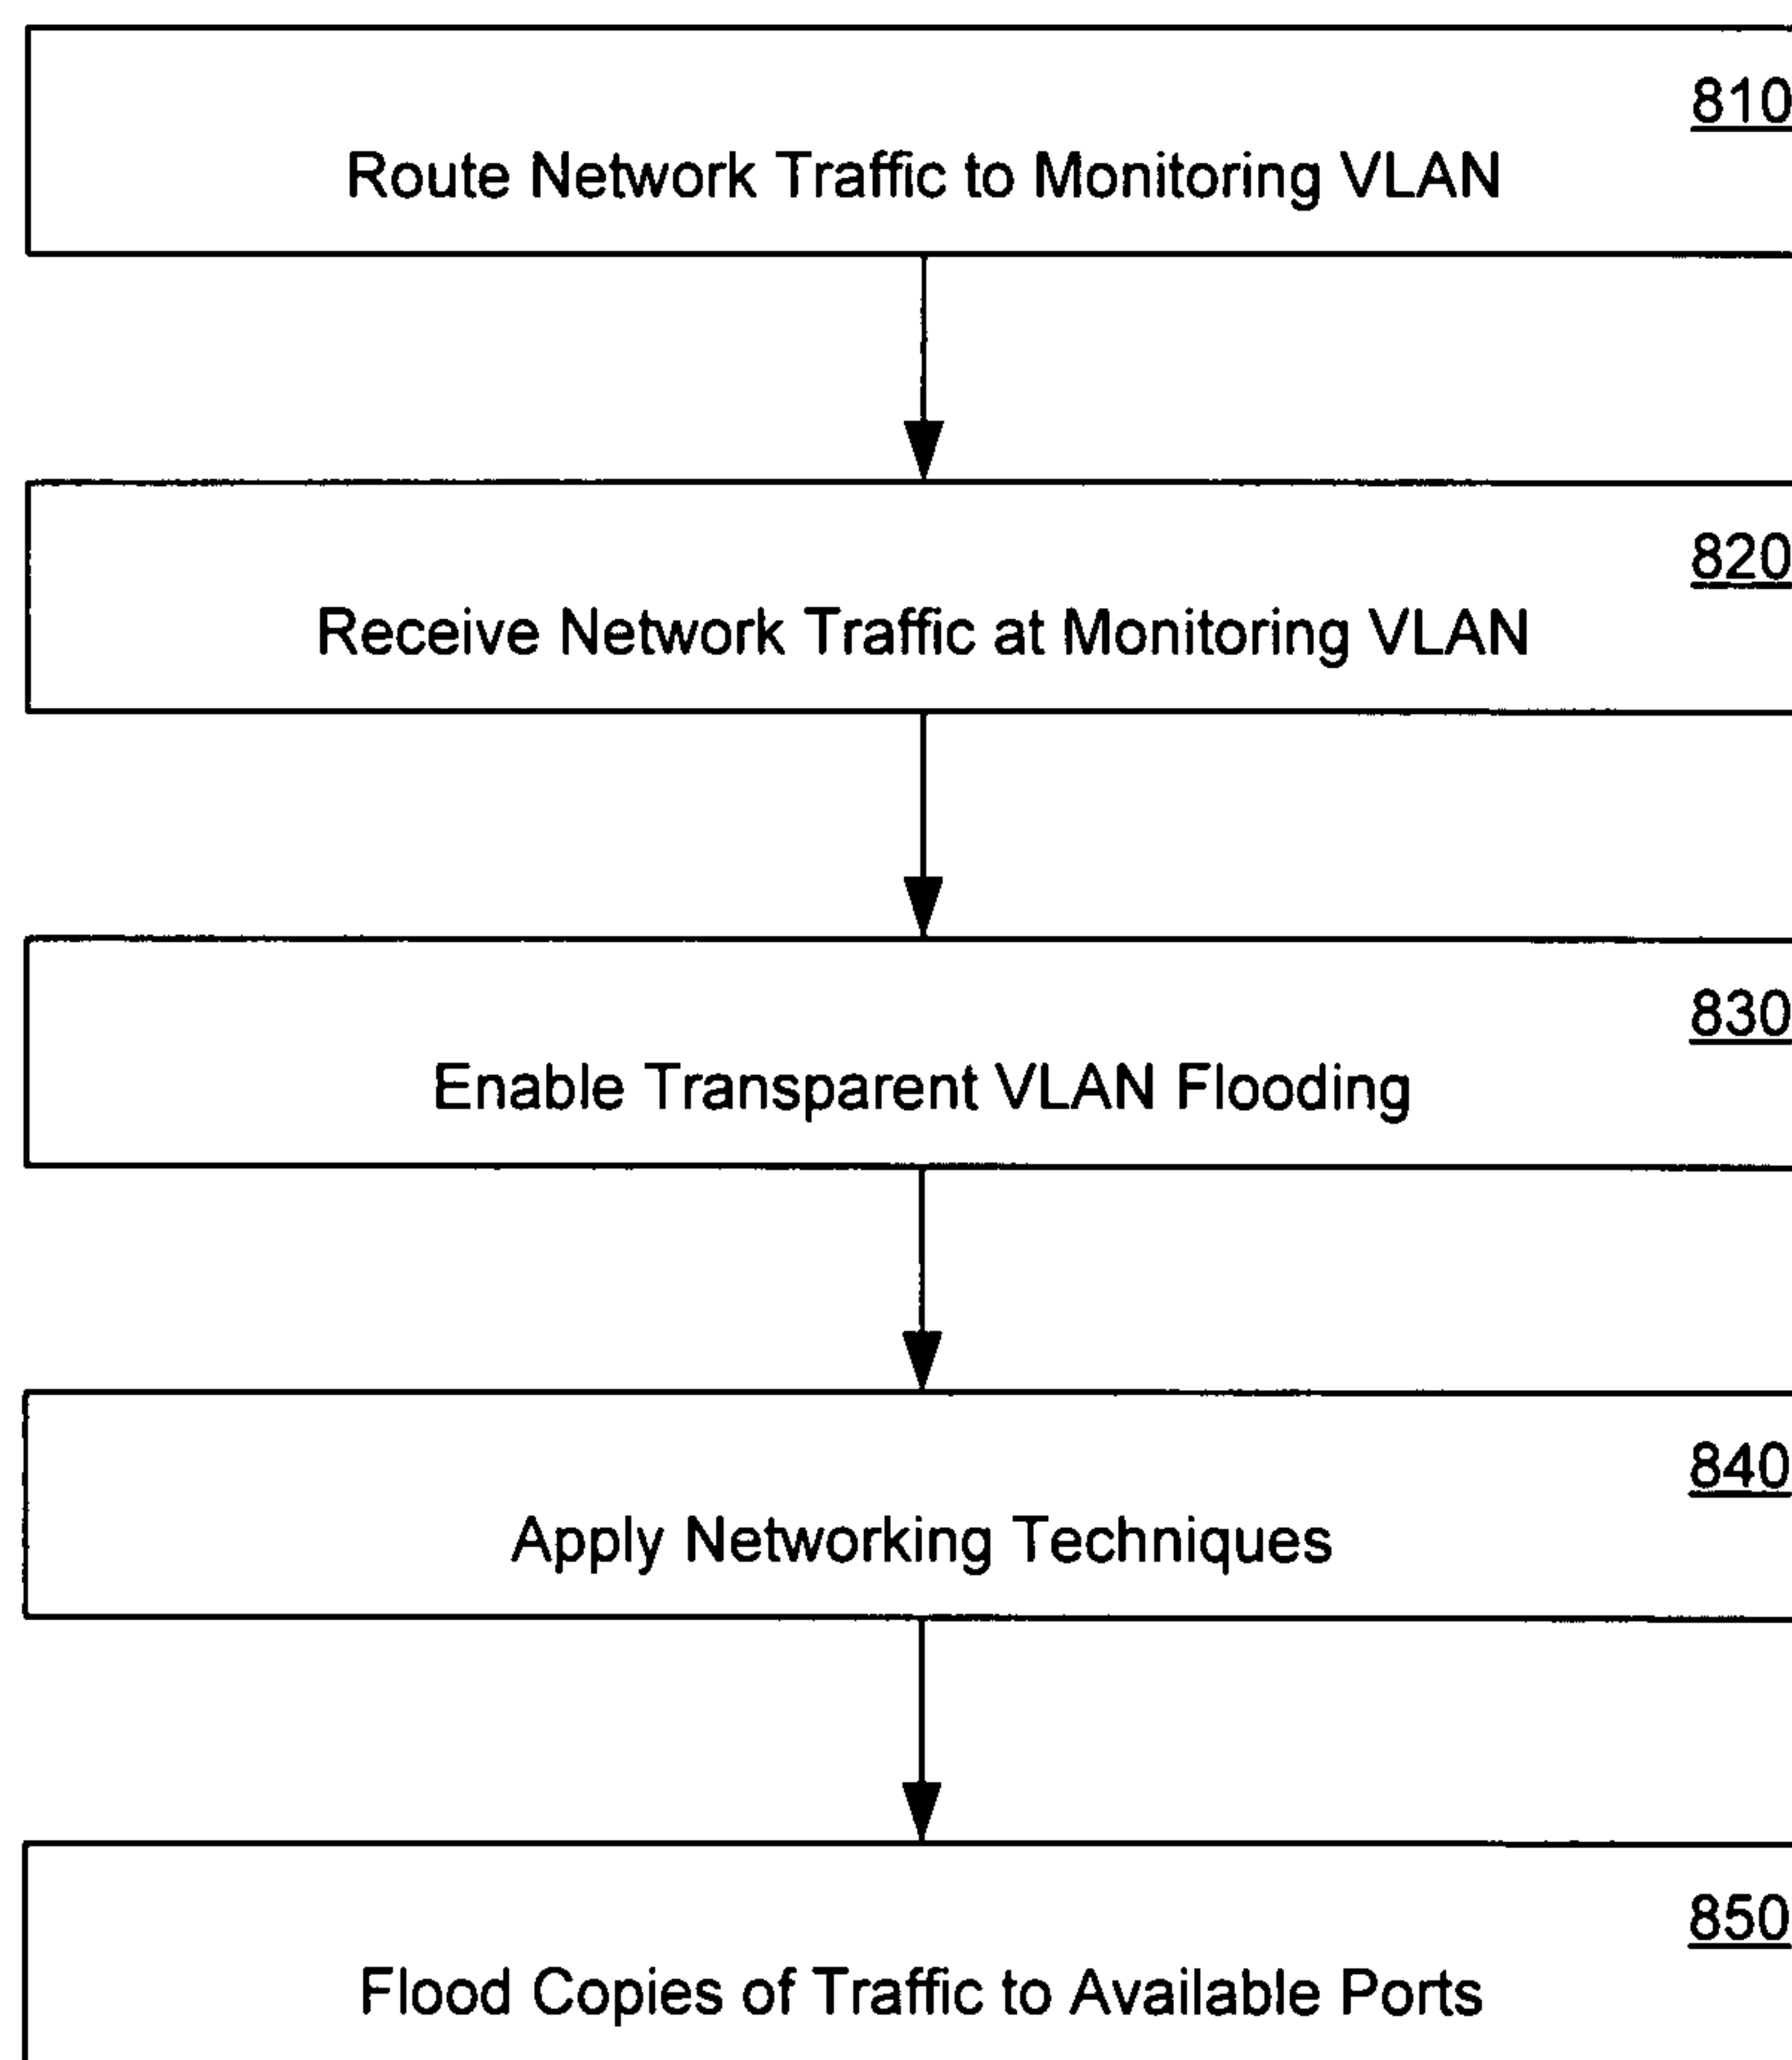 810
Route Network Traffic to Monitoring VLAN
820
Receive Network Traffic at Monitoring VLAN
830
Enable Transparent VLAN Flooding
840
Apply Networking Techniques
850
Flood Copies of Traffic to Available Ports